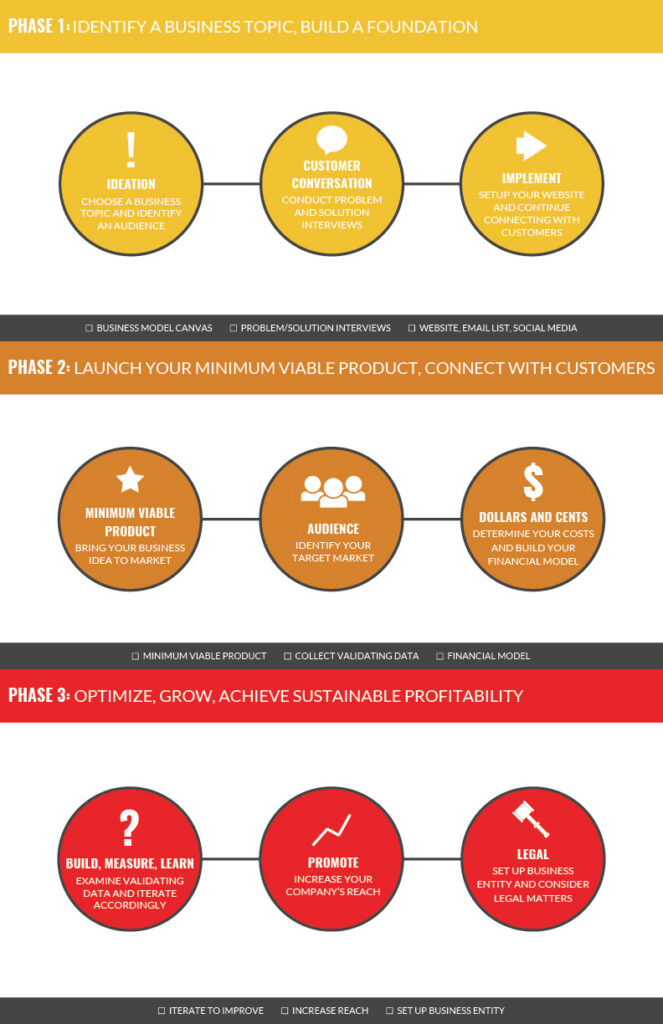 PHASE 1: IDENTIFY A BUSINESS TOPIC, BUILD A FOUNDATION
!
IDEATION
CHOOSE A BUSINESS
TOPIC AND IDENTIFY
AN AUDIENCE
CUSTOMER
CONVERSATION
CONDUCT PROBLEM
AND SOLUTION
INTERVIEWS
IMPLEMENT
SETUP YOUR WEBSITE
AND CONTINUE
CONNECTING WITH
CUSTOMERS
☐ BUSINESS MODEL CANVAS ☐ PROBLEM/SOLUTION INTERVIEWS ☐ WEBSITE, EMAIL LIST, SOCIAL MEDIA
PHASE 2: LAUNCH YOUR MINIMUM VIABLE PRODUCT, CONNECT WITH CUSTOMERS
MINIMUM VIABLE
PRODUCT
BRING YOUR BUSINESS
IDEA TO MARKET
AUDIENCE
IDENTIFY YOUR
TARGET MARKET
$
DOLLARS AND CENTS
DETERMINE YOUR COSTS
AND BUILD YOUR
FINANCIAL MODEL
☐ MINIMUM VIABLE PRODUCT ☐ COLLECT VALIDATING DATA ☐ FINANCIAL MODEL
PHASE 3: OPTIMIZE, GROW, ACHIEVE SUSTAINABLE PROFITABILITY
?
BUILD, MEASURE, LEARN
EXAMINE VALIDATING
DATA AND ITERATE
ACCORDINGLY
PROMOTE
INCREASE YOUR
COMPANY'S REACH
LEGAL
SET UP BUSINESS
ENTITY AND CONSIDER
LEGAL MATTERS
☐ ITERATE TO IMPROVE ☐ INCREASE REACH ☐ SET UP BUSINESS ENTITY